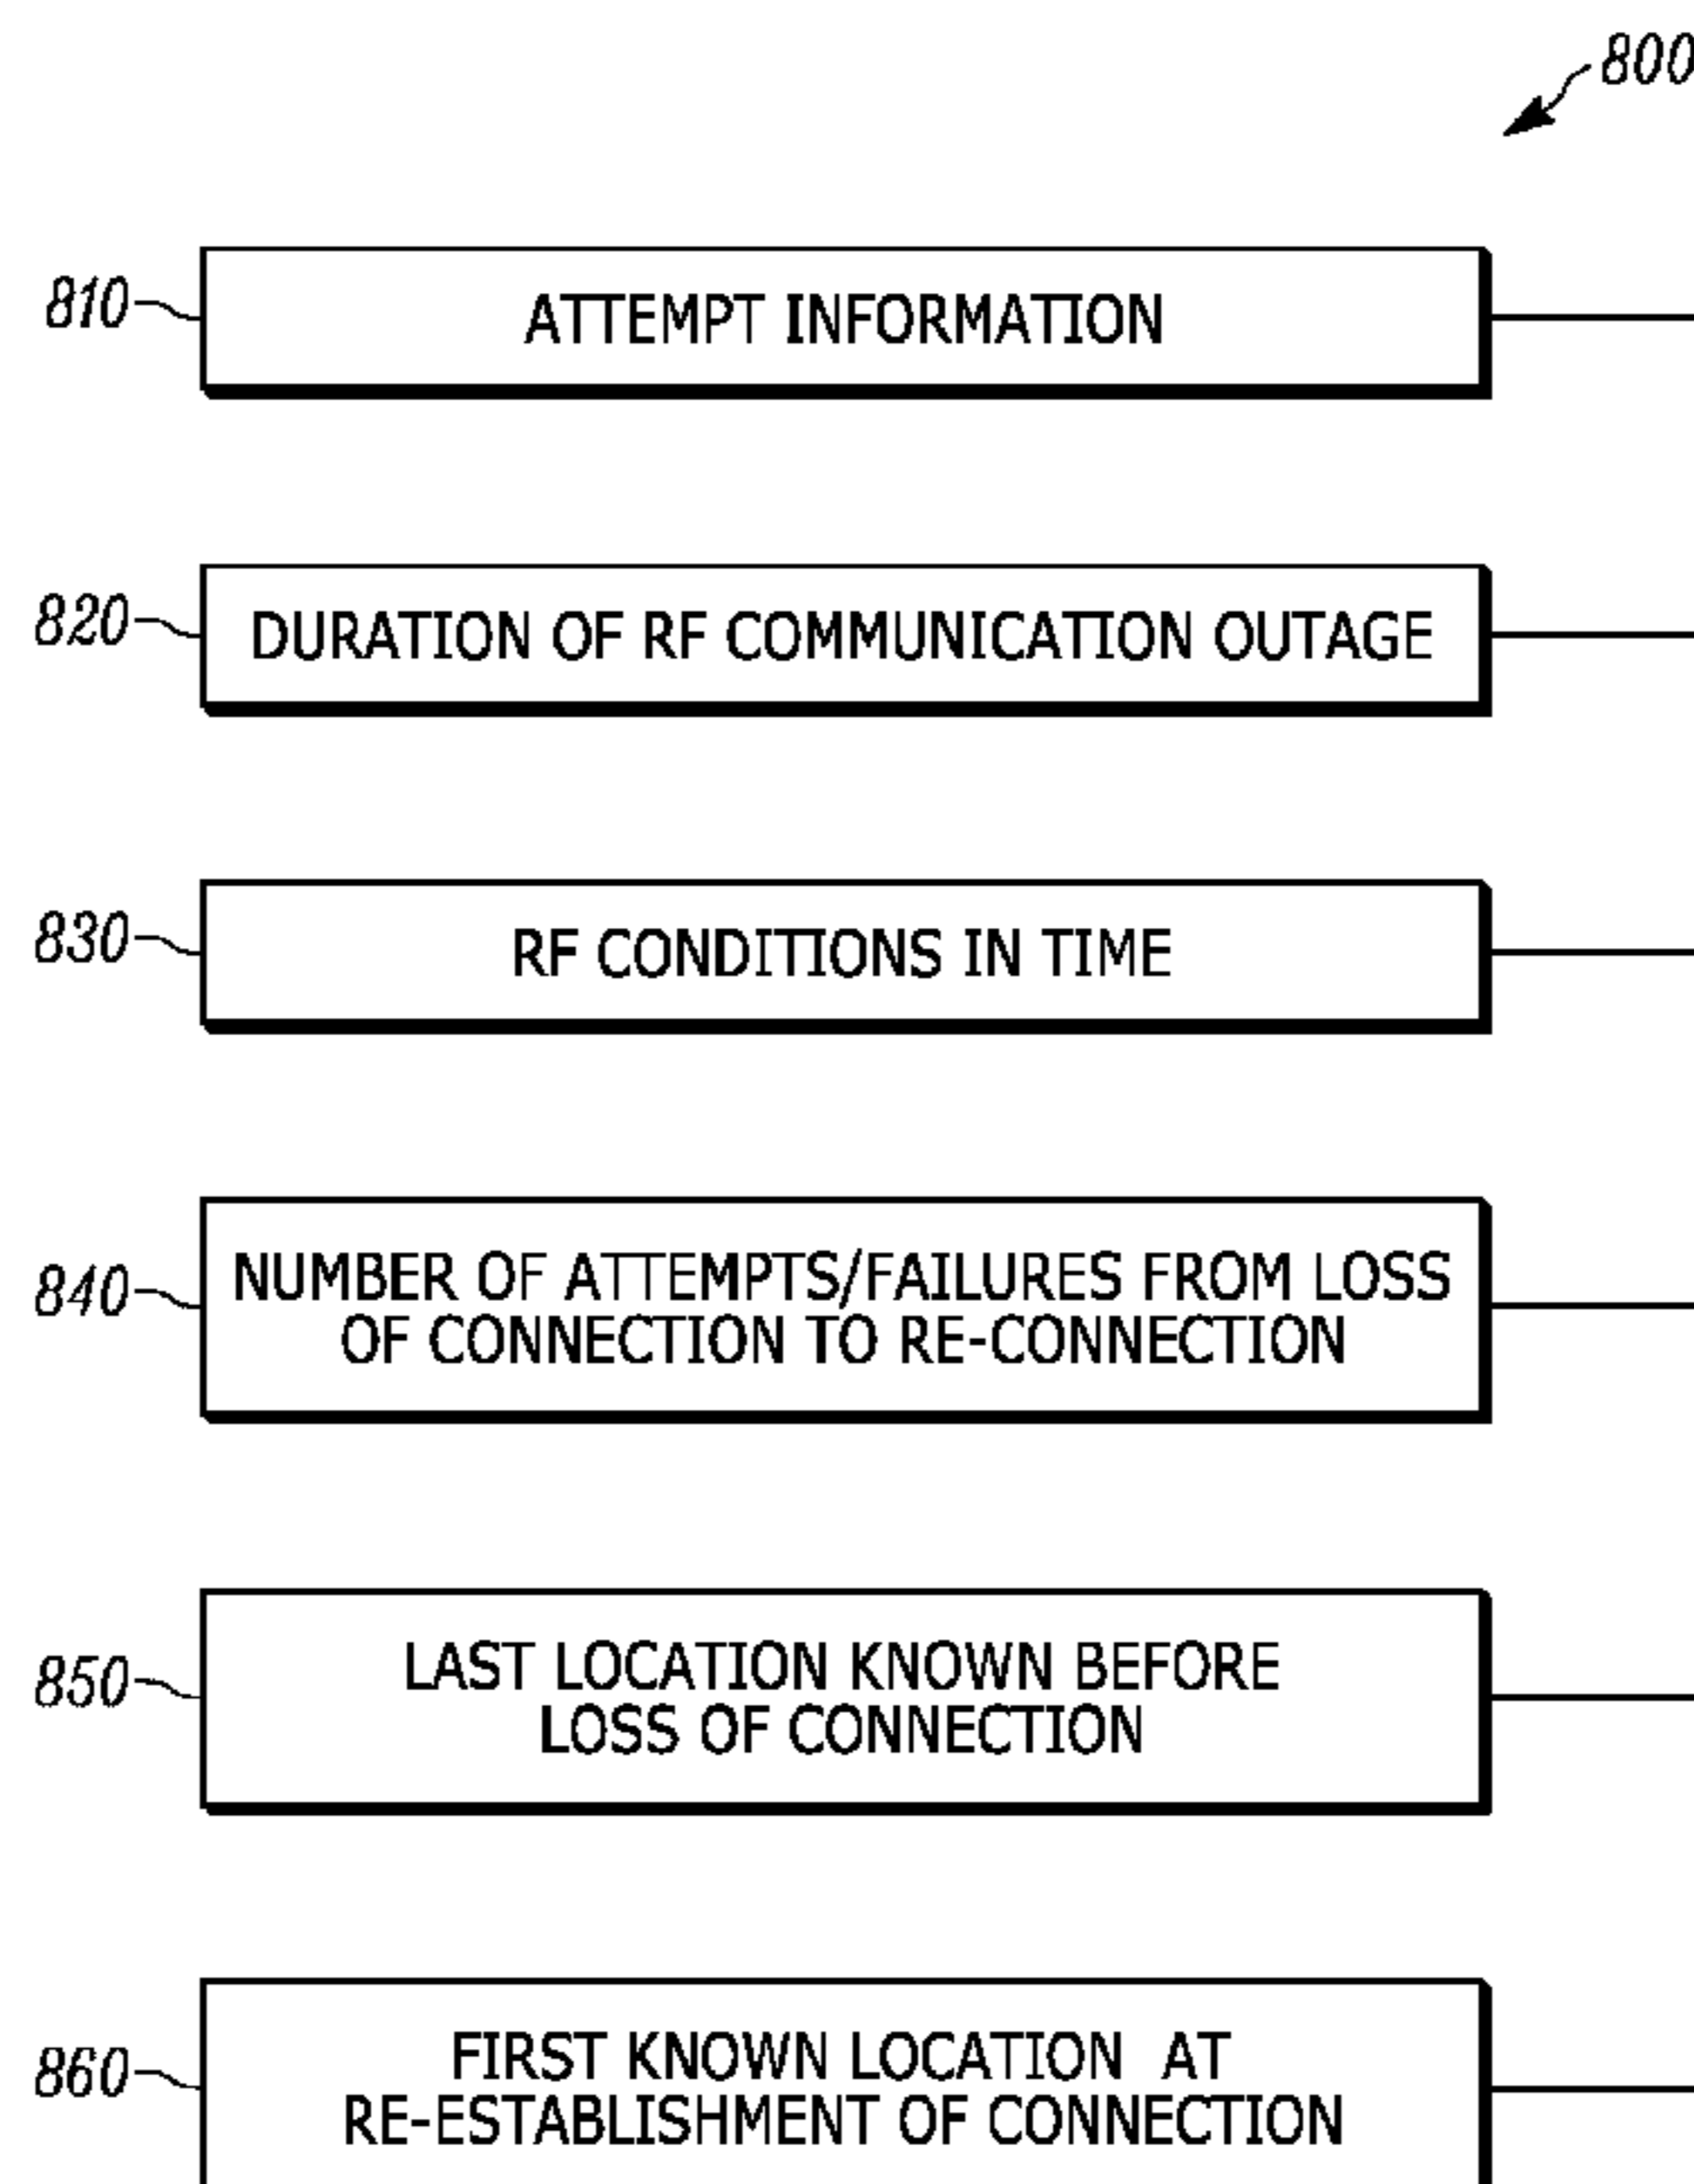 800
810
ATTEMPT INFORMATION
820
DURATION OF RF COMMUNICATION OUTAGE
830
RF CONDITIONS IN TIME
840
NUMBER OF ATTEMPTS/FAILURES FROM LOSS
OF CONNECTION TO RE-CONNECTION
850
LAST LOCATION KNOWN BEFORE
LOSS OF CONNECTION
860
FIRST KNOWN LOCATION AT
RE-ESTABLISHMENT OF CONNECTION